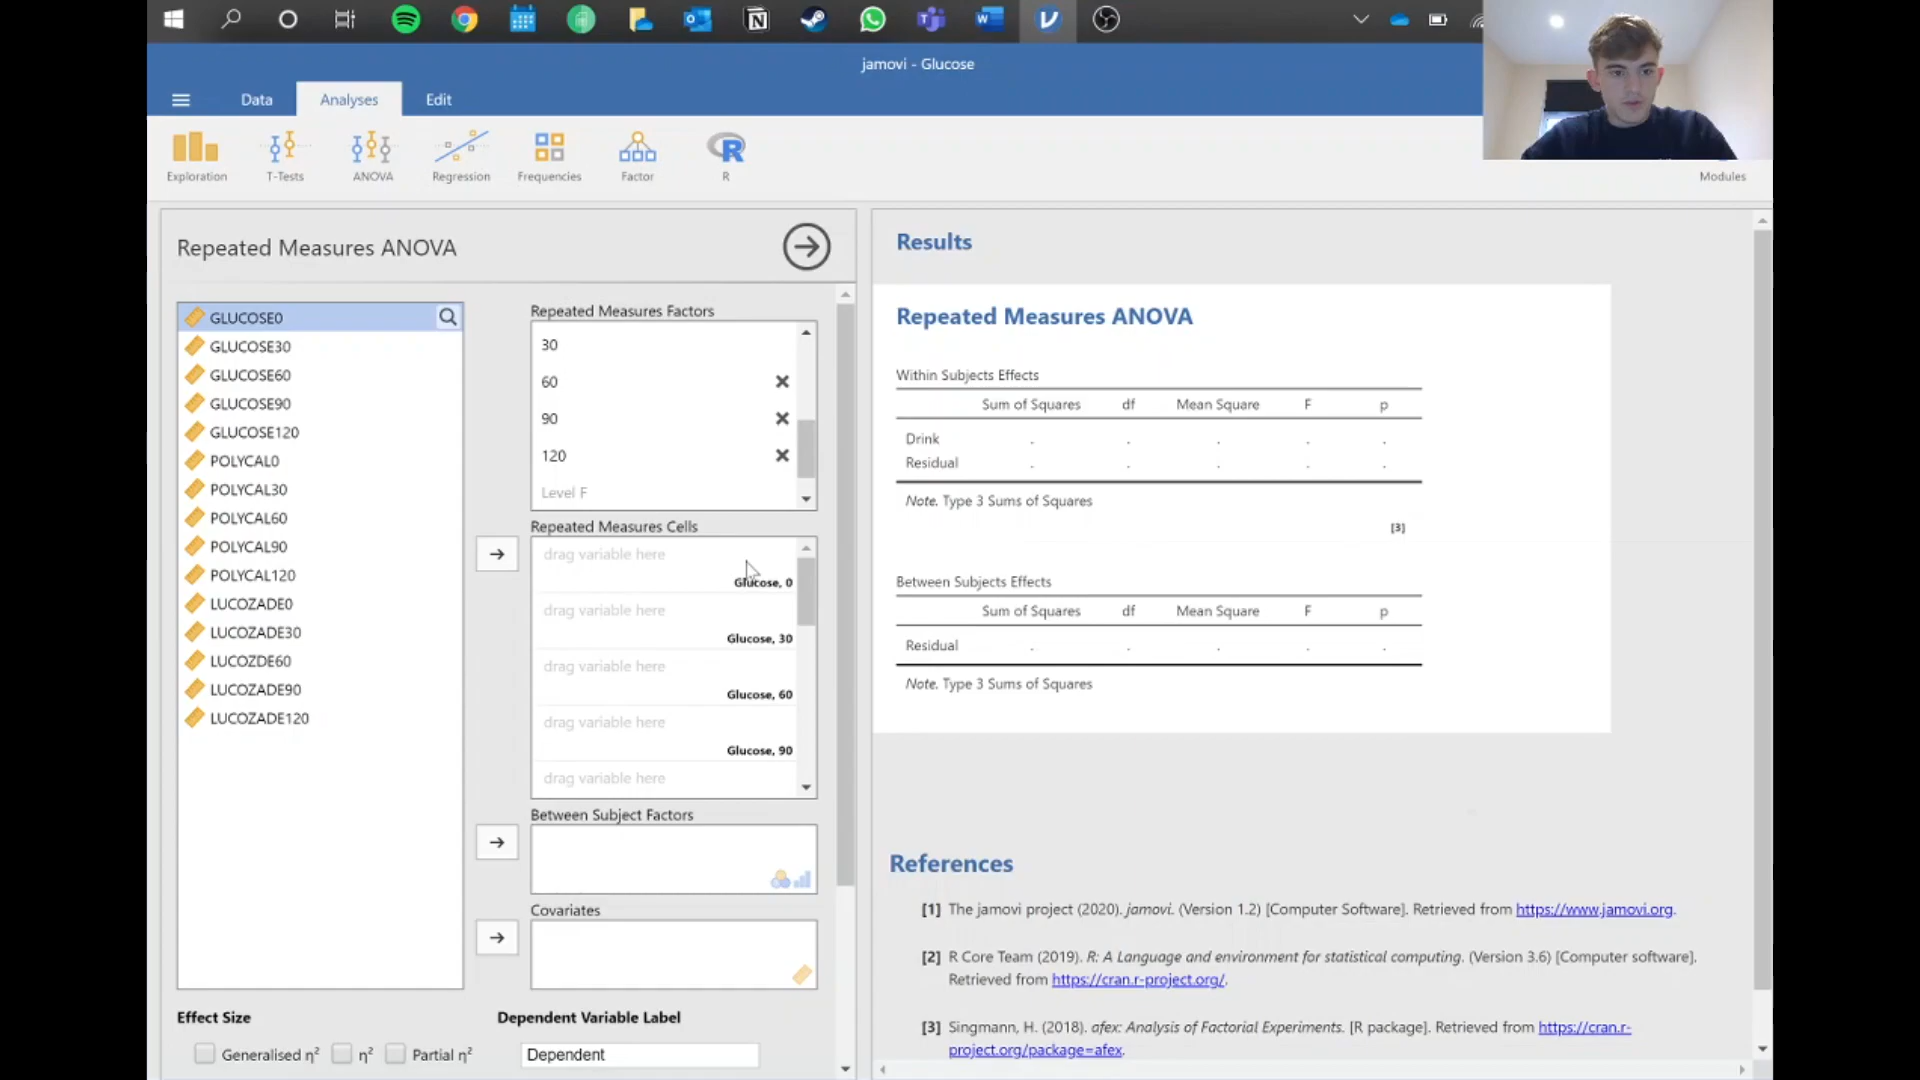 jamovi - Glucose
Data
Analyses
Edit
Exploration
T-Tests
ANOVA
Regression
Frequencies
Factor
R
Modules
Repeated Measures ANOVA
GLUCOSE0
GLUCOSE30
GLUCOSE60
GLUCOSE90
GLUCOSE120
POLYCAL0
POLYCAL30
POLYCAL60
POLYCAL90
POLYCAL120
LUCOZADE0
LUCOZADE30
LUCOZDE60
LUCOZADE90
LUCOZADE120
Repeated Measures Factors
30
60
90
120
Level F
Repeated Measures Cells
drag variable here
Glucose, 0
drag variable here
Glucose, 30
drag variable here
Glucose, 60
drag variable here
Glucose, 90
drag variable here
Between Subject Factors
Covariates
Effect Size
Generalised η²
η²
Partial η²
Dependent Variable Label
Dependent
Results
Repeated Measures ANOVA
Within Subjects Effects
Sum of Squares df Mean Square F p
Drink . . . . .
Residual . . . . .
Note. Type 3 Sums of Squares
[3]
Between Subjects Effects
Sum of Squares df Mean Square F p
Residual . . . . .
Note. Type 3 Sums of Squares
References
[1] The jamovi project (2020). jamovi. (Version 1.2) [Computer Software]. Retrieved from https://www.jamovi.org.
[2] R Core Team (2019). R: A Language and environment for statistical computing. (Version 3.6) [Computer software].
Retrieved from https://cran.r-project.org/.
[3] Singmann, H. (2018). afex: Analysis of Factorial Experiments. [R package]. Retrieved from https://cran.r-
project.org/package=afex.